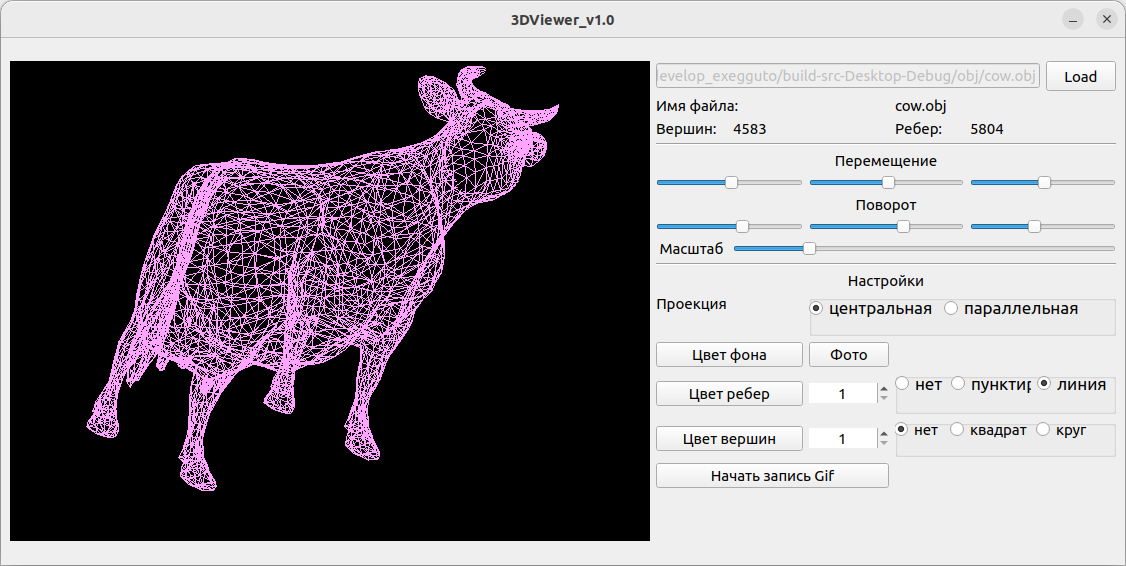 3DViewer_v1.0
evelop_exegguto/build-src-Desktop-Debug/obj/cow.obj Load
Имя файла: cow.obj
Вершин: 4583 Ребер: 5804
Перемещение
Поворот
Масштаб
Настройки
Проекция центральная параллельная
Цвет фона Фото
Цвет ребер 1 нет пунктир линия
Цвет вершин 1 нет квадрат круг
Начать запись Gif